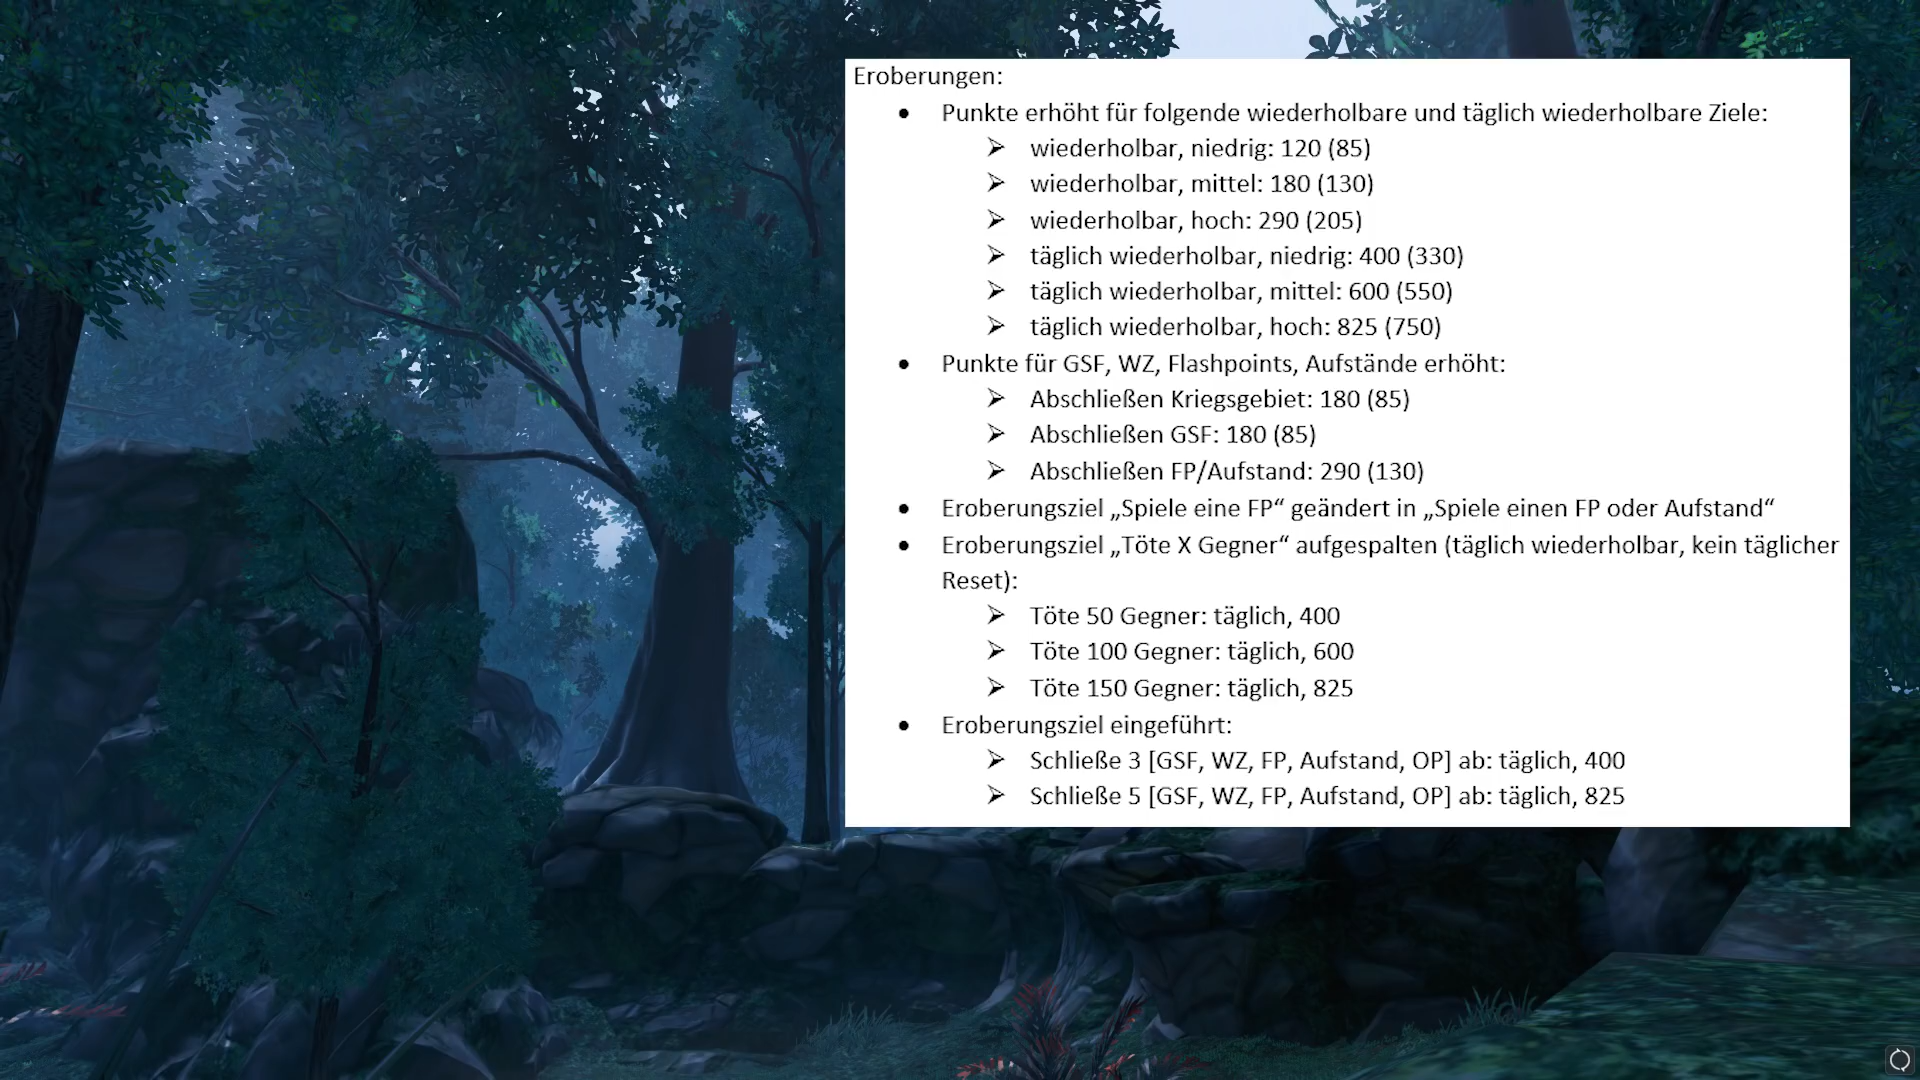 Eroberungen:
• Punkte erhöht für folgende wiederholbare und täglich wiederholbare Ziele:
➢ wiederholbar, niedrig: 120 (85)
➢ wiederholbar, mittel: 180 (130)
➢ wiederholbar, hoch: 290 (205)
➢ täglich wiederholbar, niedrig: 400 (330)
➢ täglich wiederholbar, mittel: 600 (550)
➢ täglich wiederholbar, hoch: 825 (750)
• Punkte für GSF, WZ, Flashpoints, Aufstände erhöht:
➢ Abschließen Kriegsgebiet: 180 (85)
➢ Abschließen GSF: 180 (85)
➢ Abschließen FP/Aufstand: 290 (130)
• Eroberungsziel „Spiele eine FP“ geändert in „Spiele einen FP oder Aufstand“
• Eroberungsziel „Töte X Gegner“ aufgespalten (täglich wiederholbar, kein täglicher
Reset):
➢ Töte 50 Gegner: täglich, 400
➢ Töte 100 Gegner: täglich, 600
➢ Töte 150 Gegner: täglich, 825
• Eroberungsziel eingeführt:
➢ Schließe 3 [GSF, WZ, FP, Aufstand, OP] ab: täglich, 400
➢ Schließe 5 [GSF, WZ, FP, Aufstand, OP] ab: täglich, 825